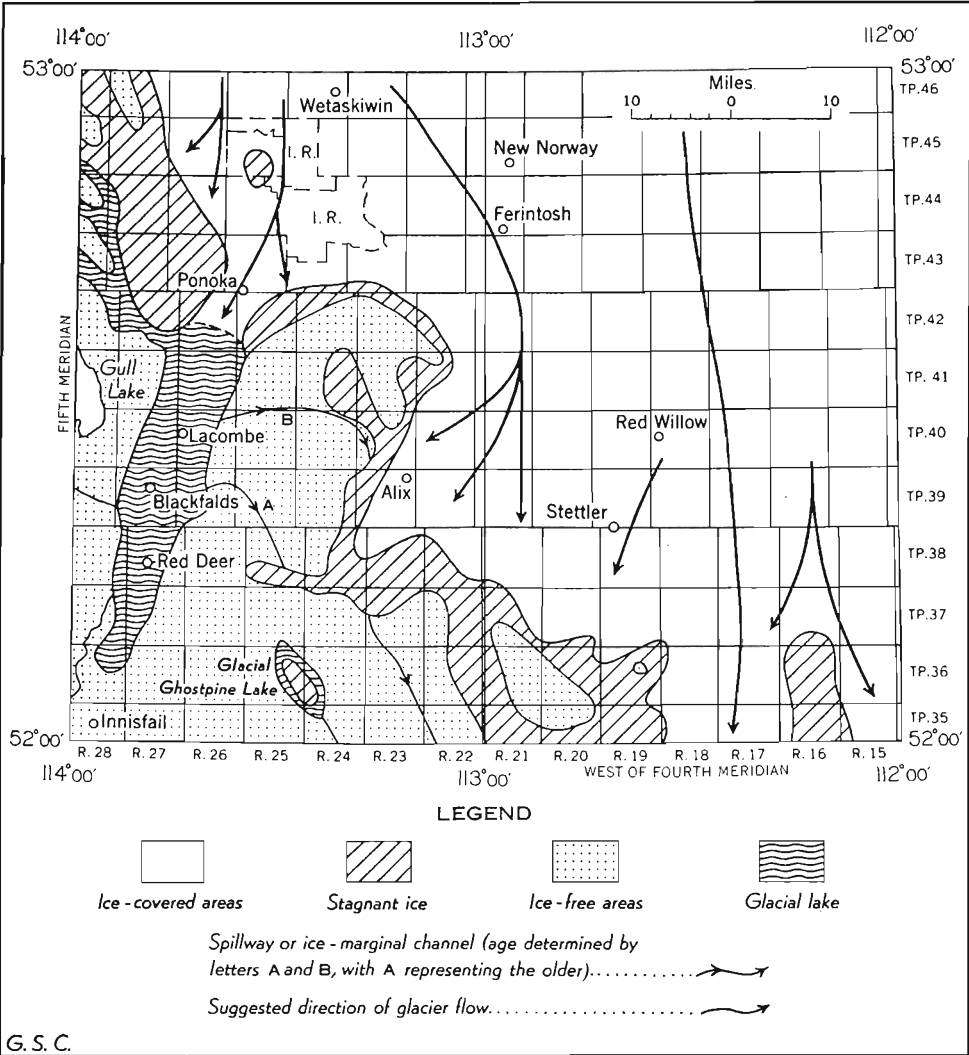 114°00'
113°00'
112°00'
53°00'
53°00'
Miles
10 0 10
TP.46
Wetaskiwin
TP.45
I. R.
New Norway
TP.44
I. R.
Ferintosh
TP.43
Ponoka
TP.42
FIFTH MERIDIAN
Gull
Lake
TP. 41
B
Lacombe
Red Willow
TP.40
Alix
Blackfalds
A
TP.39
Stettler
Red Deer
TP.38
TP.37
Glacial
Ghostpine Lake
TP.36
Innisfail
TP.35
52°00'
52°00'
R. 28 R. 27 R. 26 R. 25 R. 24 R. 23 R. 22 R. 21 R. 20 R. 19 R. 18 R. 17 R. 16 R. 15
WEST OF FOURTH MERIDIAN
114°00'
113°00'
112°00'
LEGEND
Ice-covered areas
Stagnant ice
Ice-free areas
Glacial lake
Spillway or ice-marginal channel (age determined by
letters A and B, with A representing the older)............
Suggested direction of glacier flow........................
G. S. C.